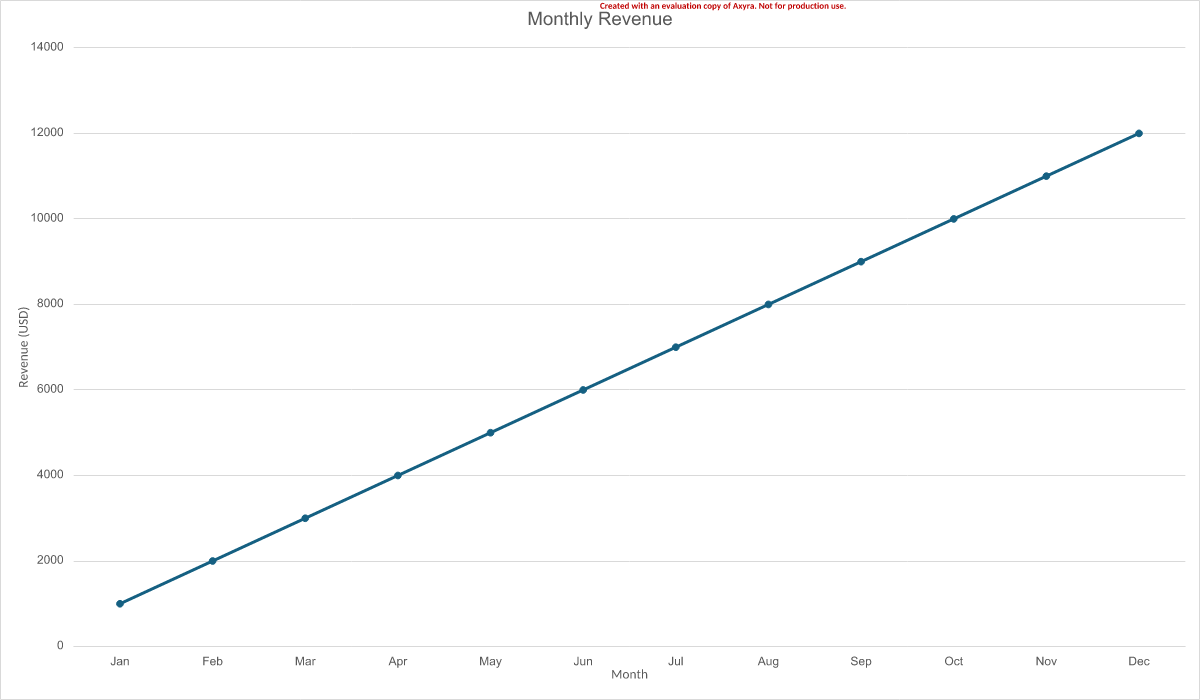 Created with an evaluation copy of Axyra. Not for production use.
Monthly Revenue
14000
12000
10000
8000
6000
4000
2000
0
Revenue (USD)
Jan Feb Mar Apr May Jun Jul Aug Sep Oct Nov Dec
Month